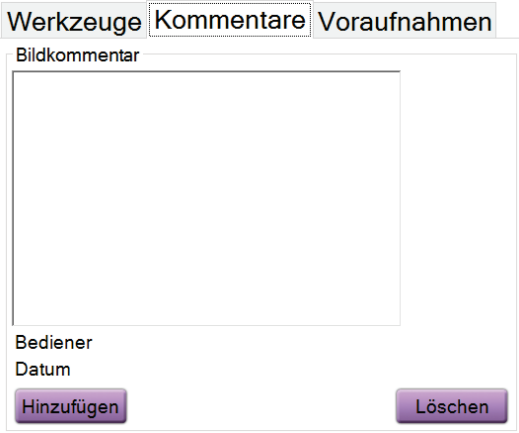 Werkzeuge Kommentare Voraufnahmen
Bildkommentar
Bediener
Datum
Hinzufügen Löschen